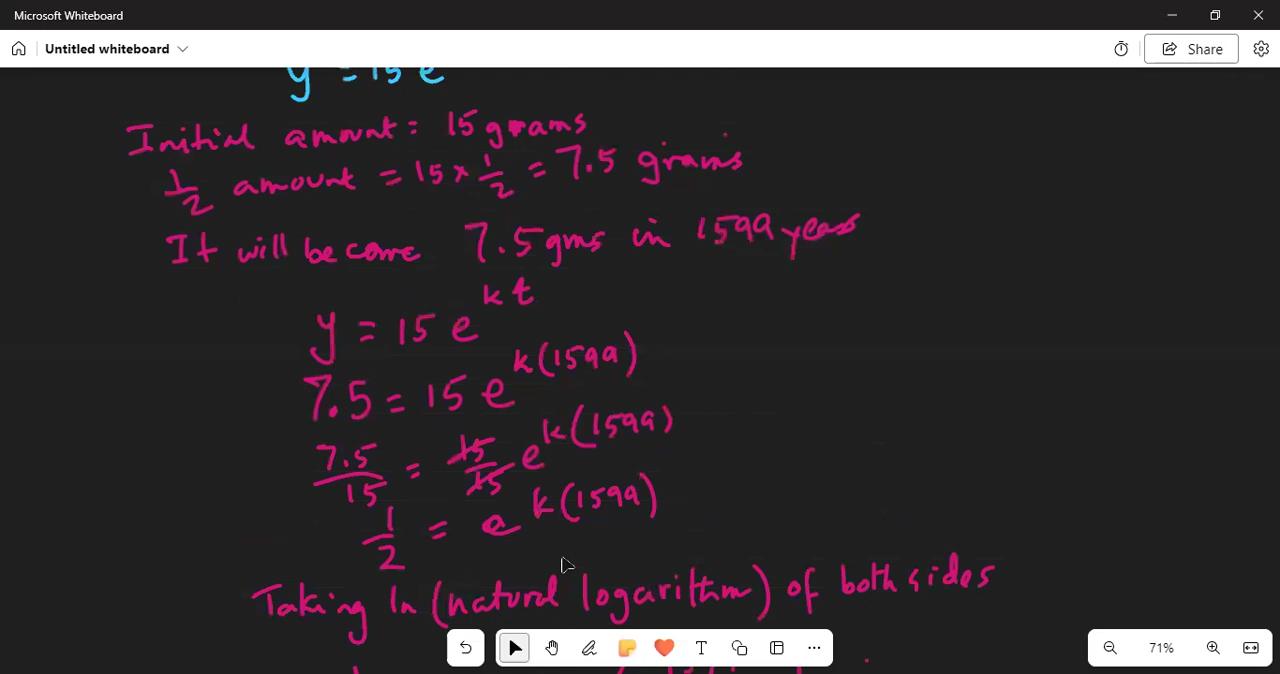 Microsoft Whiteboard
Untitled whiteboard
Share
y = 15 e
Initial amount = 15 grams
1/2 amount = 15 × 1/2 = 7.5 grams
It will become 7.5 gms in 1599 years
y = 15 e^kt
7.5 = 15 e^k(1599)
7.5/15 = 15/15 e^k(1599)
1/2 = e^k(1599)
Taking ln (natural logarithm) of both sides
71%